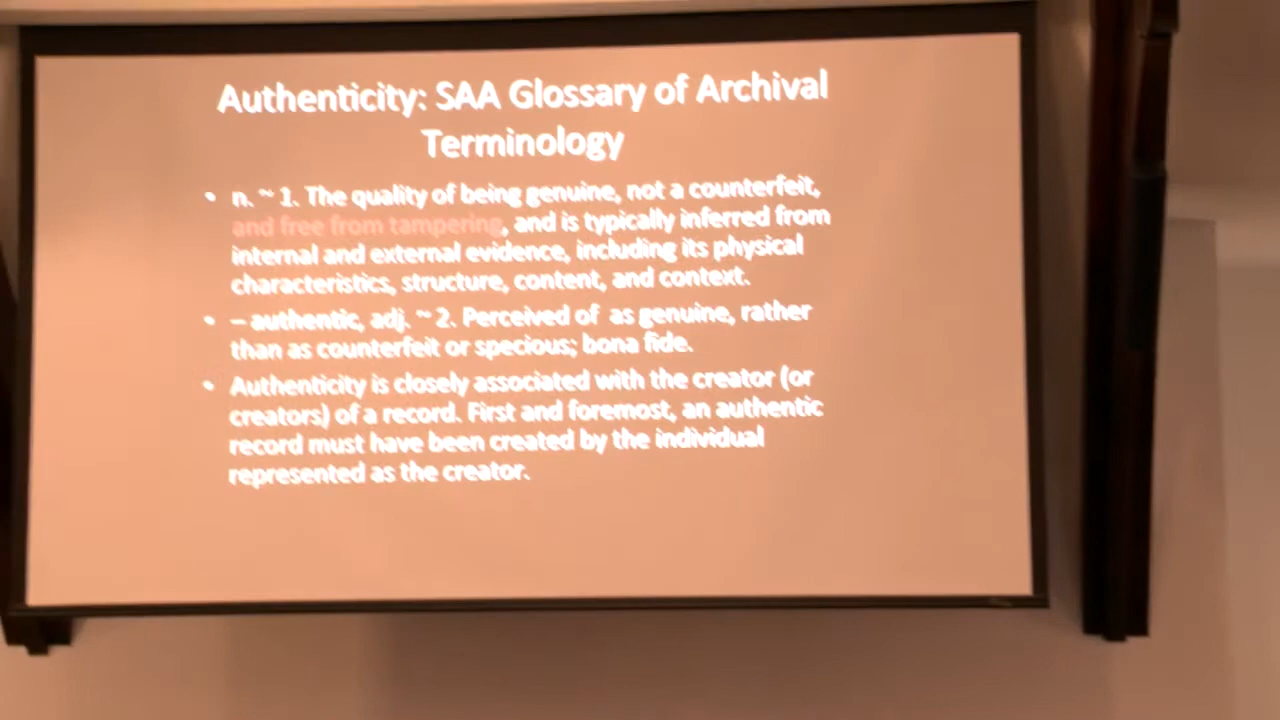 Authenticity: SAA Glossary of Archival
Terminology
• n. ~ 1. The quality of being genuine, not a counterfeit,
and free from tampering, and is typically inferred from
internal and external evidence, including its physical
characteristics, structure, content, and context.
• – authentic, adj. ~ 2. Perceived of as genuine, rather
than as counterfeit or specious; bona fide.
• Authenticity is closely associated with the creator (or
creators) of a record. First and foremost, an authentic
record must have been created by the individual
represented as the creator.